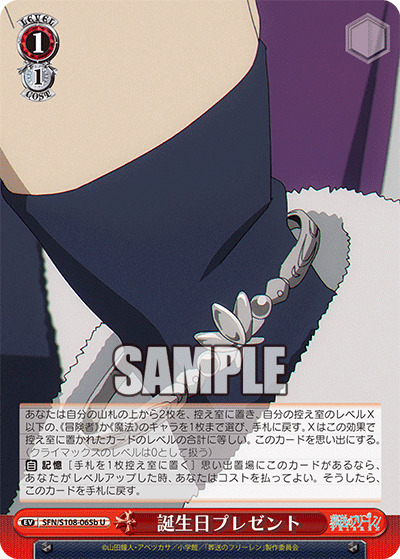 LEVEL
1
1
COST
SAMPLE
あなたは自分の山札の上から2枚を、控え室に置き、自分の控え室のレベルX
以下の、《冒険者》か《魔法》のキャラを1枚まで選び、手札に戻す。Xはこの効果で
控え室に置かれたカードのレベルの合計に等しい。このカードを思い出にする。
（クライマックスのレベルは0として扱う）
自 記憶 ［手札を1枚控え室に置く］ 思い出置場にこのカードがあるなら、
あなたがレベルアップした時、あなたはコストを払ってよい。そうしたら、
このカードを手札に戻す。
EV SFN/S108-065b U 誕生日プレゼント 葬送のフリーレン
©山田鐘人・アベツカサ／小学館／「葬送のフリーレン」製作委員会